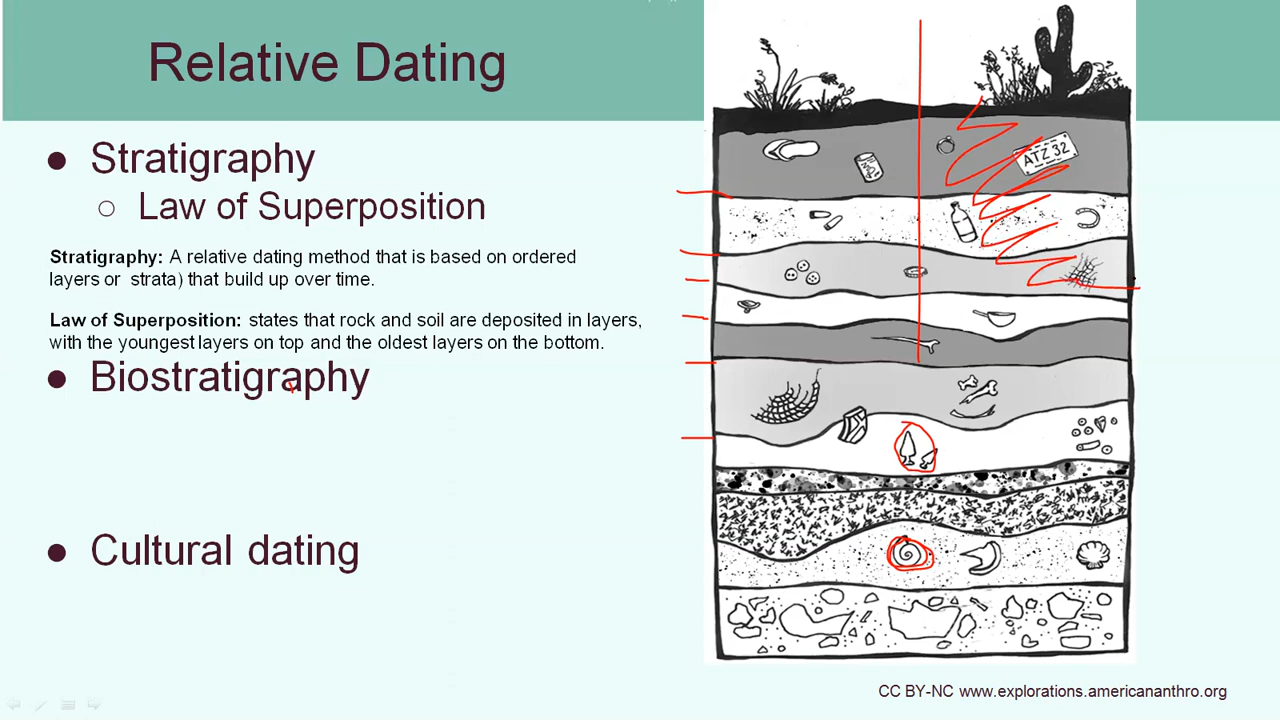 Relative Dating
● Stratigraphy
○ Law of Superposition
Stratigraphy: A relative dating method that is based on ordered
layers or strata) that build up over time.
Law of Superposition: states that rock and soil are deposited in layers,
with the youngest layers on top and the oldest layers on the bottom.
● Biostratigraphy
● Cultural dating
ATZ 32
CC BY-NC www.explorations.americananthro.org